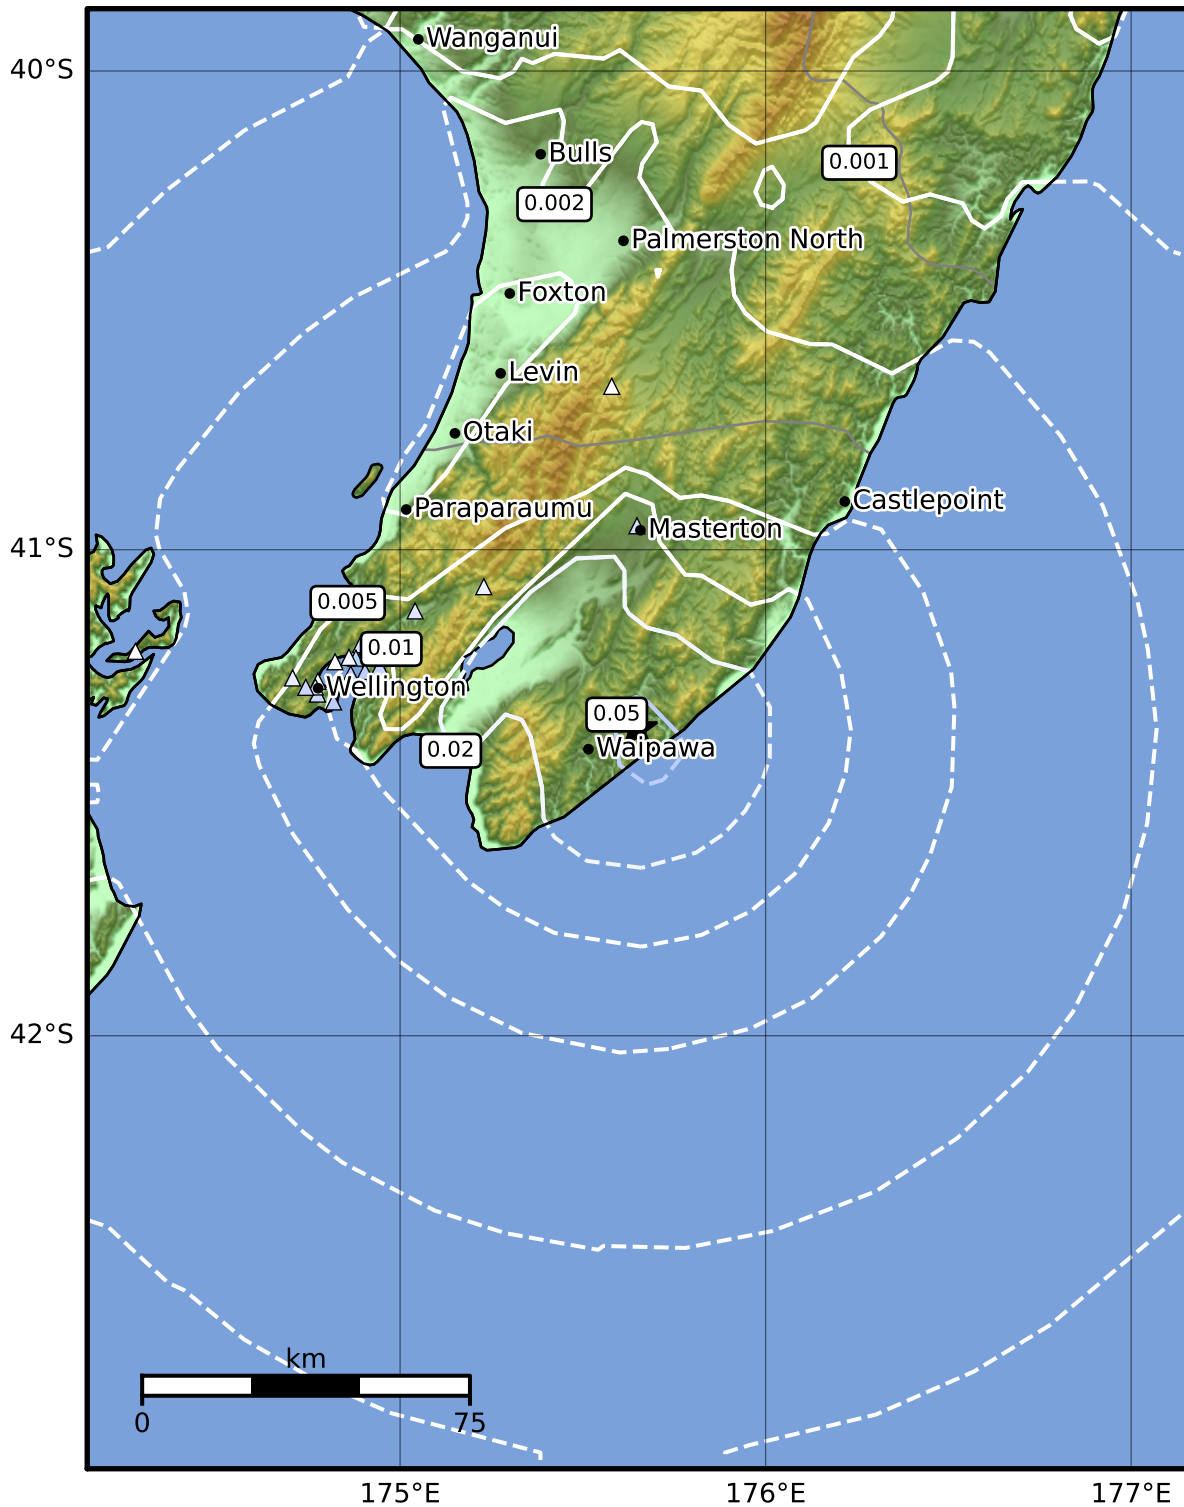 Wanganui
40°S
Bulls
0.001
0.002
Palmerston North
Foxton
Levin
Otaki
Castlepoint
Paraparaumu
Masterton
41°S
0.005
0.01
Wellington
0.05
0.02
Waipawa
42°S
km
0
75
175°E
176°E
177°E